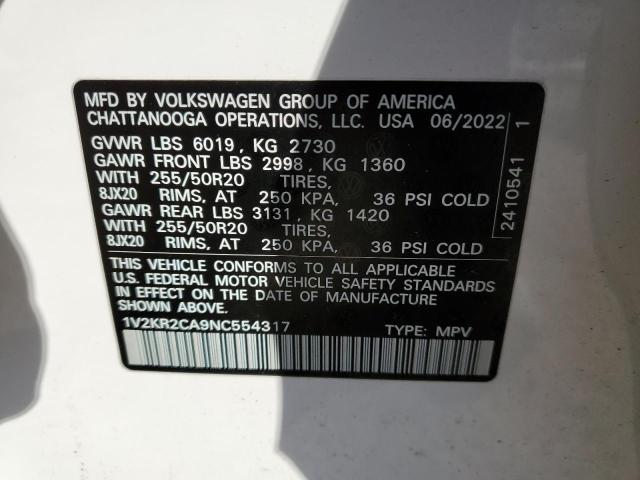 MFD BY VOLKSWAGEN GROUP OF AMERICA
CHATTANOOGA OPERATIONS, LLC. USA 06/2022
GVWR LBS 6019, KG 2730
GAWR FRONT LBS 2998, KG 1360
WITH 255/50R20 TIRES,
8JX20 RIMS, AT 250 KPA, 36 PSI COLD
GAWR REAR LBS 3131, KG 1420
WITH 255/50R20 TIRES,
8JX20 RIMS, AT 250 KPA, 36 PSI COLD
THIS VEHICLE CONFORMS TO ALL APPLICABLE
U.S. FEDERAL MOTOR VEHICLE SAFETY STANDARDS
IN EFFECT ON THE DATE OF MANUFACTURE
SHOWN ABOVE.
1V2KR2CA9NC554317 TYPE: MPV
2410541 1